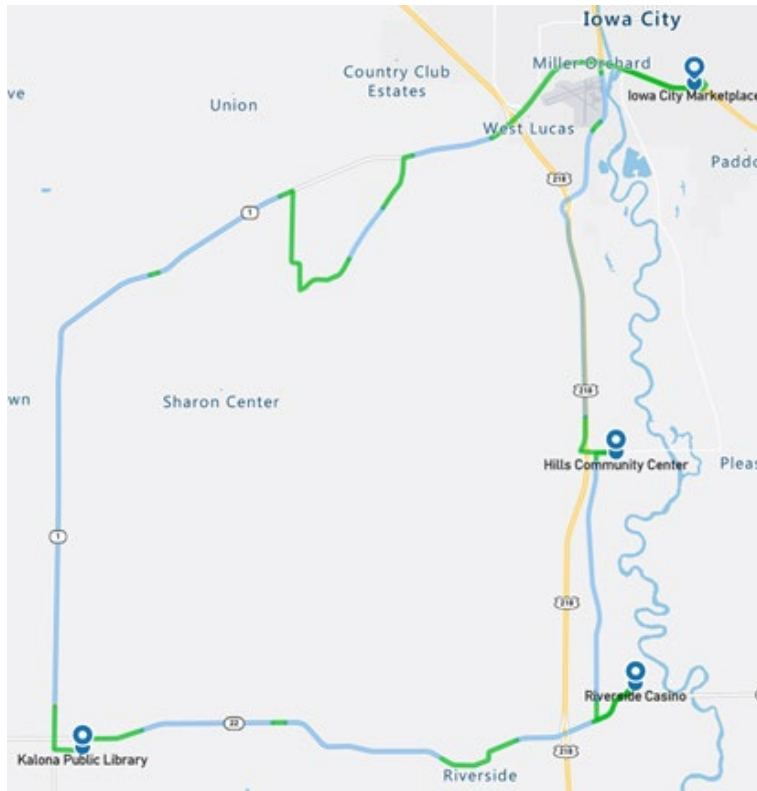 Iowa City
Miller Orchard
Country Club
Estates
ve
Union
Iowa City Marketplace
West Lucas
Paddo
218
1
218
wn
Sharon Center
Hills Community Center
Pleas
1
218
Riverside Casino
22
218
Kalona Public Library
Riverside